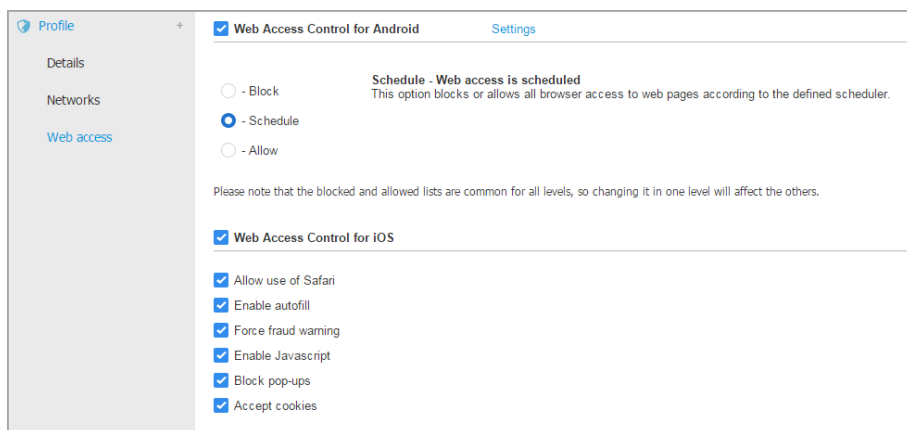 Profile +
Details
Networks
Web access
Web Access Control for Android Settings
- Block
- Schedule
- Allow
Schedule - Web access is scheduled
This option blocks or allows all browser access to web pages according to the defined scheduler.
Please note that the blocked and allowed lists are common for all levels, so changing it in one level will affect the others.
Web Access Control for iOS
Allow use of Safari
Enable autofill
Force fraud warning
Enable Javascript
Block pop-ups
Accept cookies